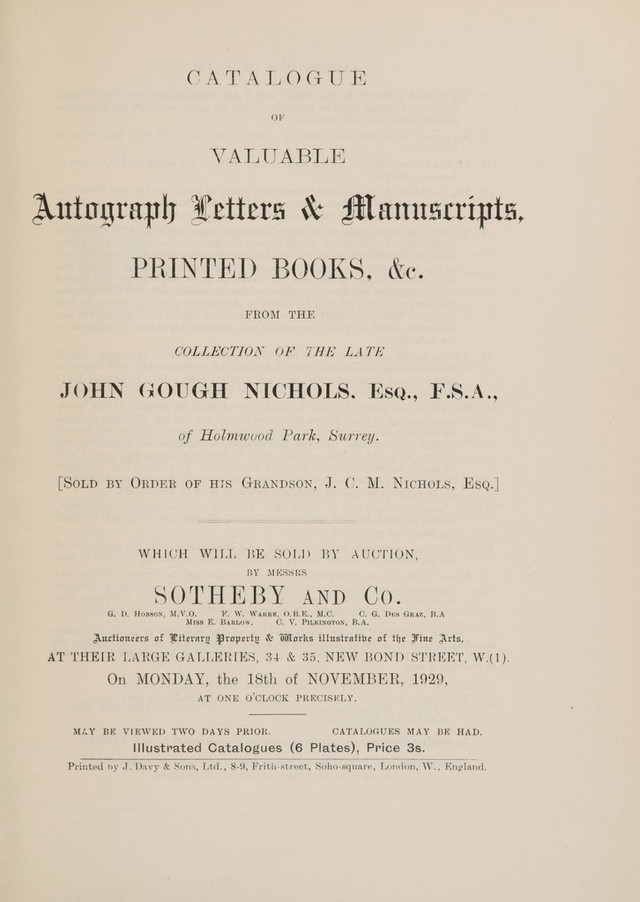 CATALOGUE
OF
VALUABLE
Autograph Letters & Manuscripts,
PRINTED BOOKS, &c.
FROM THE
COLLECTION OF THE LATE
JOHN GOUGH NICHOLS, Esq., F.S.A.,
of Holmwood Park, Surrey.
[Sold by Order of his Grandson, J. C. M. Nichols, Esq.]
WHICH WILL BE SOLD BY AUCTION,
BY MESSRS
SOTHEBY AND Co.
G. D. Hobson, M.V.O. F. W. Warre, O.B.E., M.C. C. G. Des Graz, B.A
Miss E. Barlow. C. V. Pilkington, B.A.
Auctioneers of Literary Property & Works illustrative of the Fine Arts,
AT THEIR LARGE GALLERIES, 34 & 35, NEW BOND STREET, W.(1).
On MONDAY, the 18th of NOVEMBER, 1929,
AT ONE O'CLOCK PRECISELY.
MAY BE VIEWED TWO DAYS PRIOR. CATALOGUES MAY BE HAD.
Illustrated Catalogues (6 Plates), Price 3s.
Printed by J. Davy & Sons, Ltd., 8-9, Frith-street, Soho-square, London, W., England.